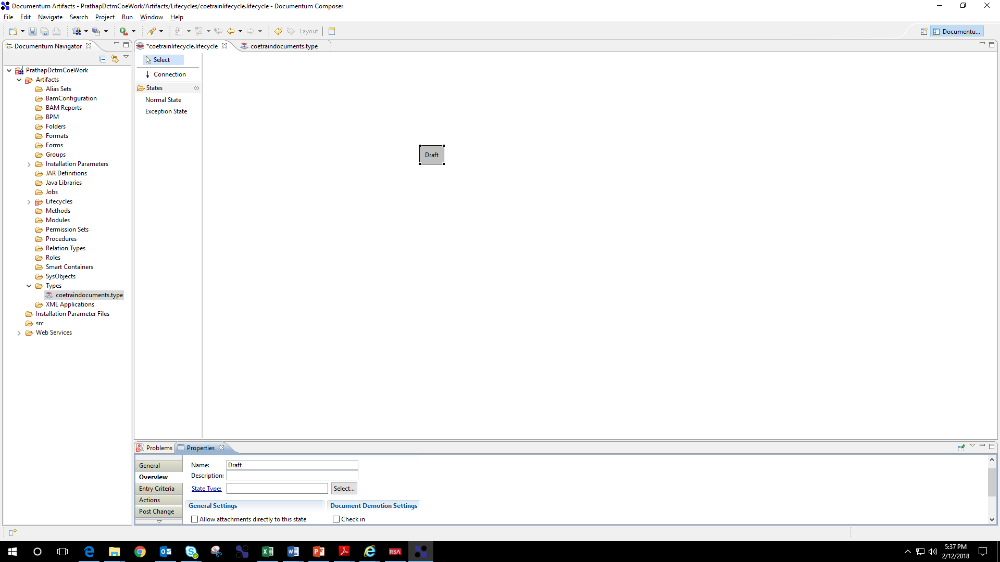 Documentum Artifacts - PrathapDctmCoeWork/Artifacts/Lifecycles/coetrainlifecycle.lifecycle - Documentum Composer
File Edit Navigate Search Project Run Window Help
Layout
Documentu...
Documentum Navigator
*coetrainlifecycle.lifecycle
coetraindocuments.type
PrathapDctmCoeWork
Artifacts
Alias Sets
BamConfiguration
BAM Reports
BPM
Folders
Formats
Forms
Groups
Installation Parameters
JAR Definitions
Java Libraries
Jobs
Lifecycles
Methods
Modules
Permission Sets
Procedures
Relation Types
Roles
Smart Containers
SysObjects
Types
coetraindocuments.type
XML Applications
Installation Parameter Files
src
Web Services
Select
Connection
States
Normal State
Exception State
Draft
Problems
Properties
General
Overview
Entry Criteria
Actions
Post Change
Name: Draft
Description:
State Type: Select...
General Settings
Document Demotion Settings
Allow attachments directly to this state
Check in
RSA
5:37 PM
2/12/2018